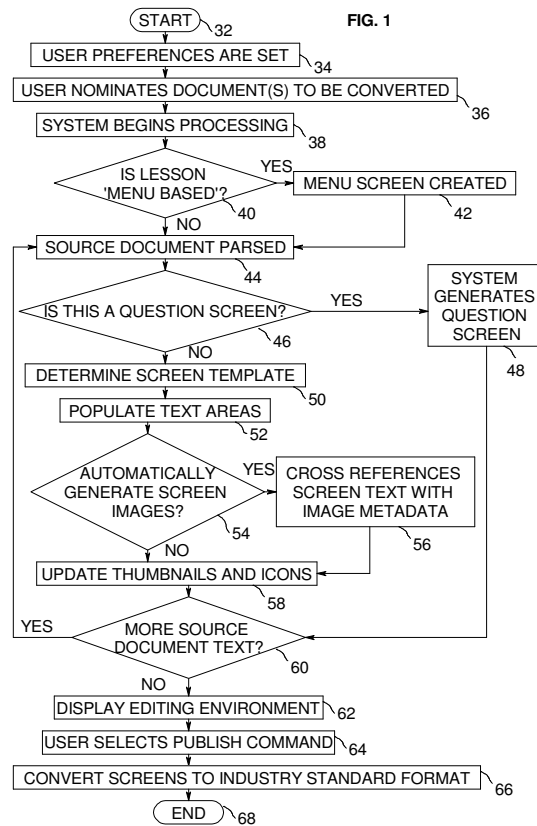 START
FIG. 1
32
USER PREFERENCES ARE SET
34
USER NOMINATES DOCUMENT(S) TO BE CONVERTED
36
SYSTEM BEGINS PROCESSING
38
IS LESSON
'MENU BASED'?
40
YES
MENU SCREEN CREATED
42
NO
SOURCE DOCUMENT PARSED
44
IS THIS A QUESTION SCREEN?
46
YES
SYSTEM
GENERATES
QUESTION
SCREEN
48
NO
DETERMINE SCREEN TEMPLATE
50
POPULATE TEXT AREAS
52
AUTOMATICALLY
GENERATE SCREEN
IMAGES?
54
YES
CROSS REFERENCES
SCREEN TEXT WITH
IMAGE METADATA
56
NO
UPDATE THUMBNAILS AND ICONS
58
YES
MORE SOURCE
DOCUMENT TEXT?
60
NO
DISPLAY EDITING ENVIRONMENT
62
USER SELECTS PUBLISH COMMAND
64
CONVERT SCREENS TO INDUSTRY STANDARD FORMAT
66
END
68